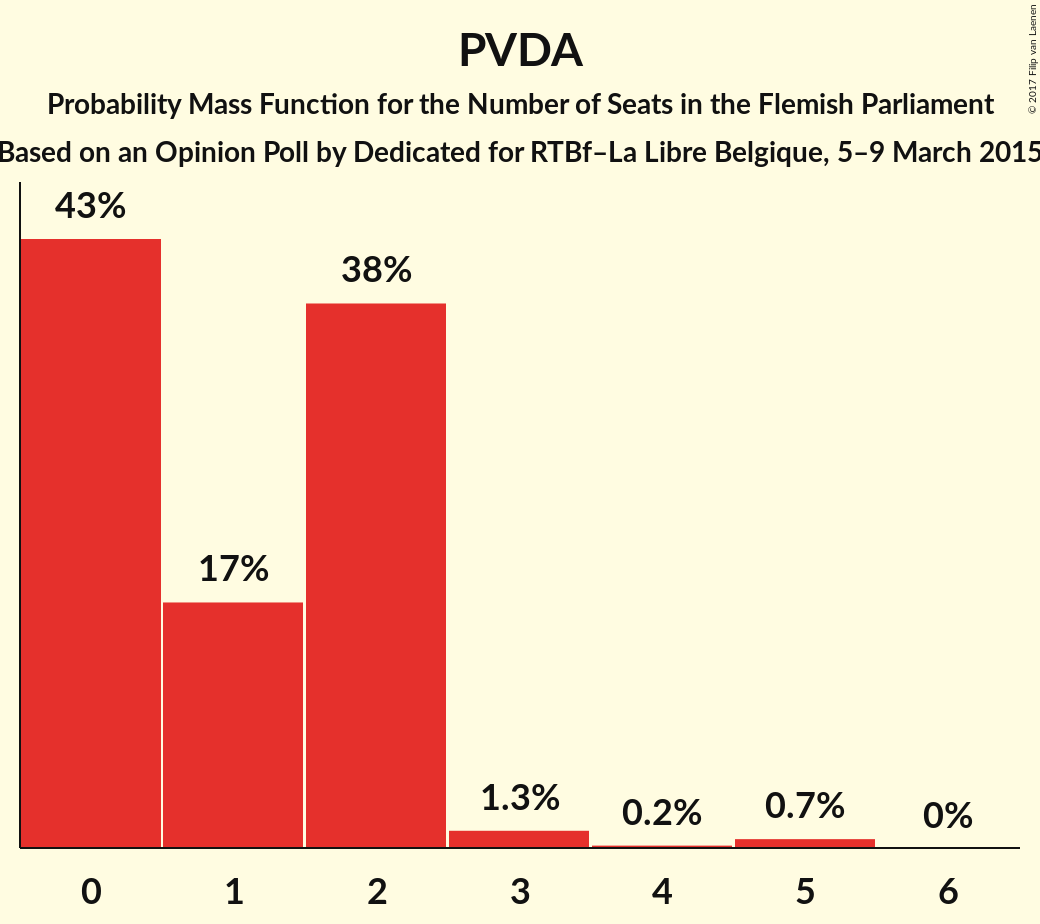 PVDA
Probability Mass Function for the Number of Seats in the Flemish Parliament
Based on an Opinion Poll by Dedicated for RTBf–La Libre Belgique, 5–9 March 2015
© 2017 Filip van Laenen
43%
17%
38%
1.3%
0.2%
0.7%
0%
0 1 2 3 4 5 6